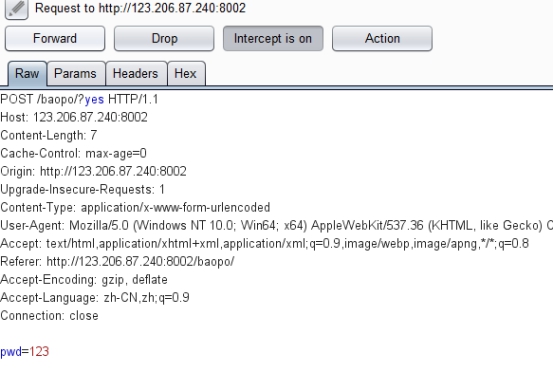 Request to http://123.206.87.240:8002
Forward Drop Intercept is on Action
Raw Params Headers Hex
POST /baopo/?yes HTTP/1.1
Host: 123.206.87.240:8002
Content-Length: 7
Cache-Control: max-age=0
Origin: http://123.206.87.240:8002
Upgrade-Insecure-Requests: 1
Content-Type: application/x-www-form-urlencoded
User-Agent: Mozilla/5.0 (Windows NT 10.0; Win64; x64) AppleWebKit/537.36 (KHTML, like Gecko) C
Accept: text/html,application/xhtml+xml,application/xml;q=0.9,image/webp,image/apng,*/*;q=0.8
Referer: http://123.206.87.240:8002/baopo/
Accept-Encoding: gzip, deflate
Accept-Language: zh-CN,zh;q=0.9
Connection: close
pwd=123